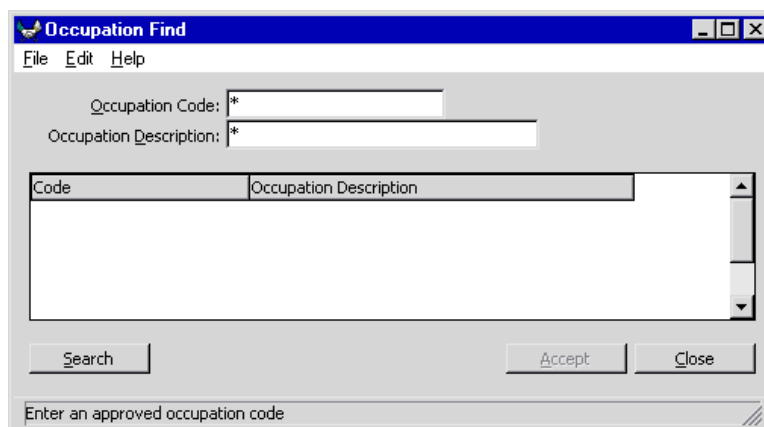 Occupation Find
File Edit Help
Occupation Code: *
Occupation Description: *
Code Occupation Description
Search Accept Close
Enter an approved occupation code